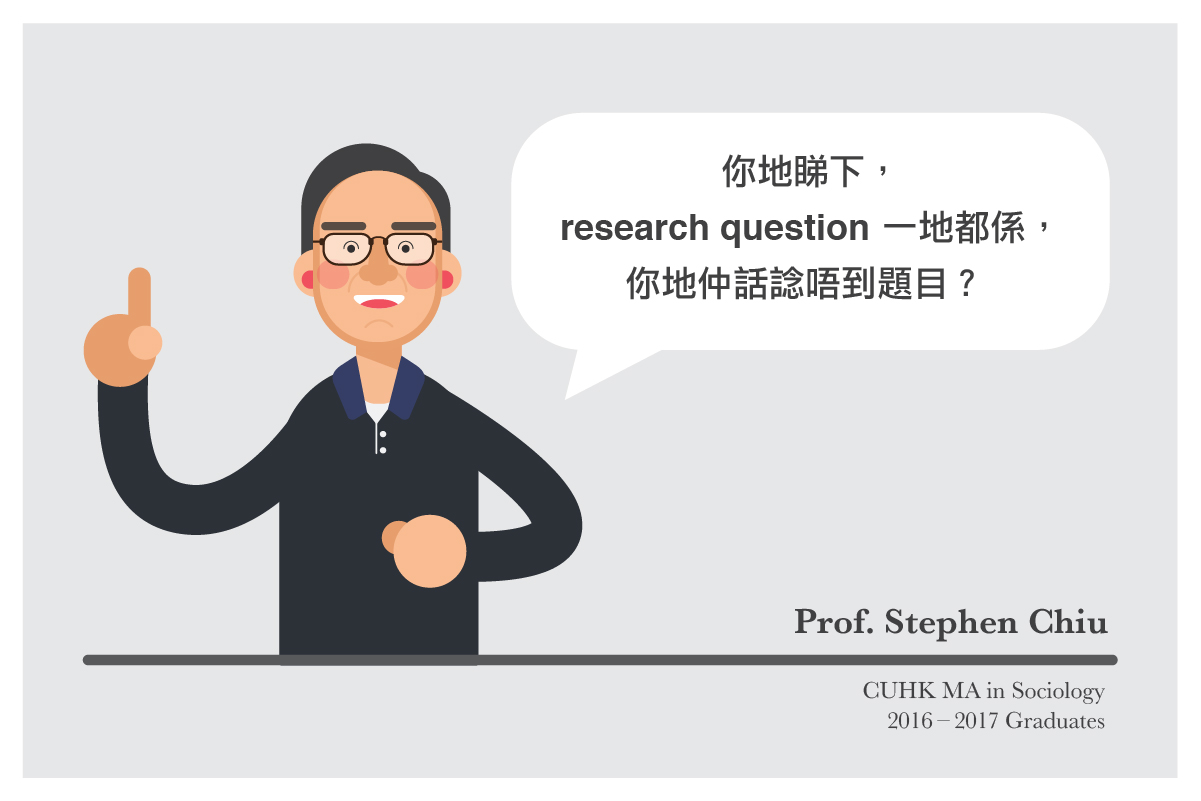 你地睇下，
research question 一地都係，
你地仲話諗唔到題目？
Prof. Stephen Chiu
CUHK MA in Sociology
2016 – 2017 Graduates